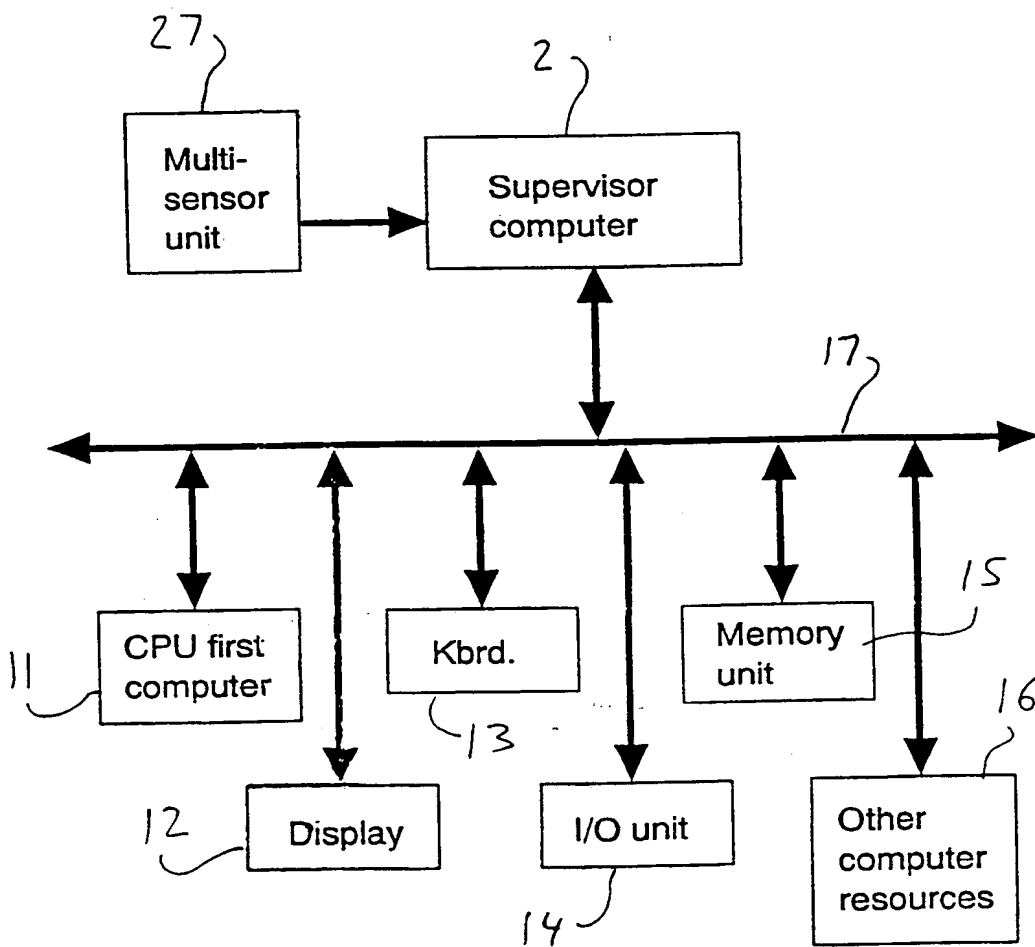 27
2
Multi-
sensor
unit
Supervisor
computer
17
CPU first
computer
11
Kbrd.
13
Memory
unit
15
Display
12
I/O unit
14
Other
computer
resources
16